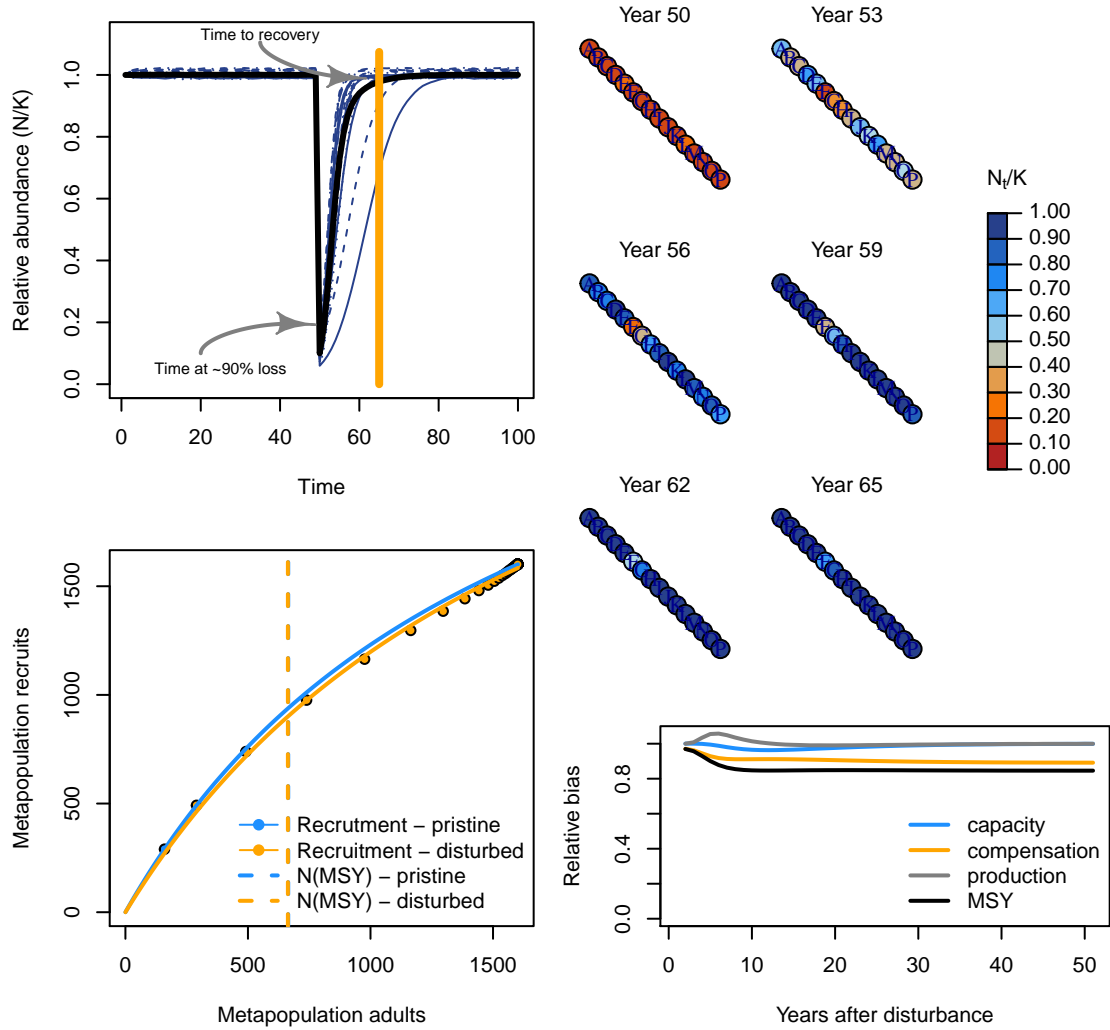 Relative abundance (N/K)
0.0 0.2 0.4 0.6 0.8 1.0
Time to recovery
Time at ~90% loss
0 20 40 60 80 100
Time
Year 50
Year 53
Year 56
Year 59
Year 62
Year 65
Nt/K
1.00
0.90
0.80
0.70
0.60
0.50
0.40
0.30
0.20
0.10
0.00
Metapopulation recruits
0 500 1000 1500
Recrutment – pristine
Recruitment – disturbed
N(MSY) – pristine
N(MSY) – disturbed
0 500 1000 1500
Metapopulation adults
Relative bias
0.0 0.4 0.8
capacity
compensation
production
MSY
0 10 20 30 40 50
Years after disturbance